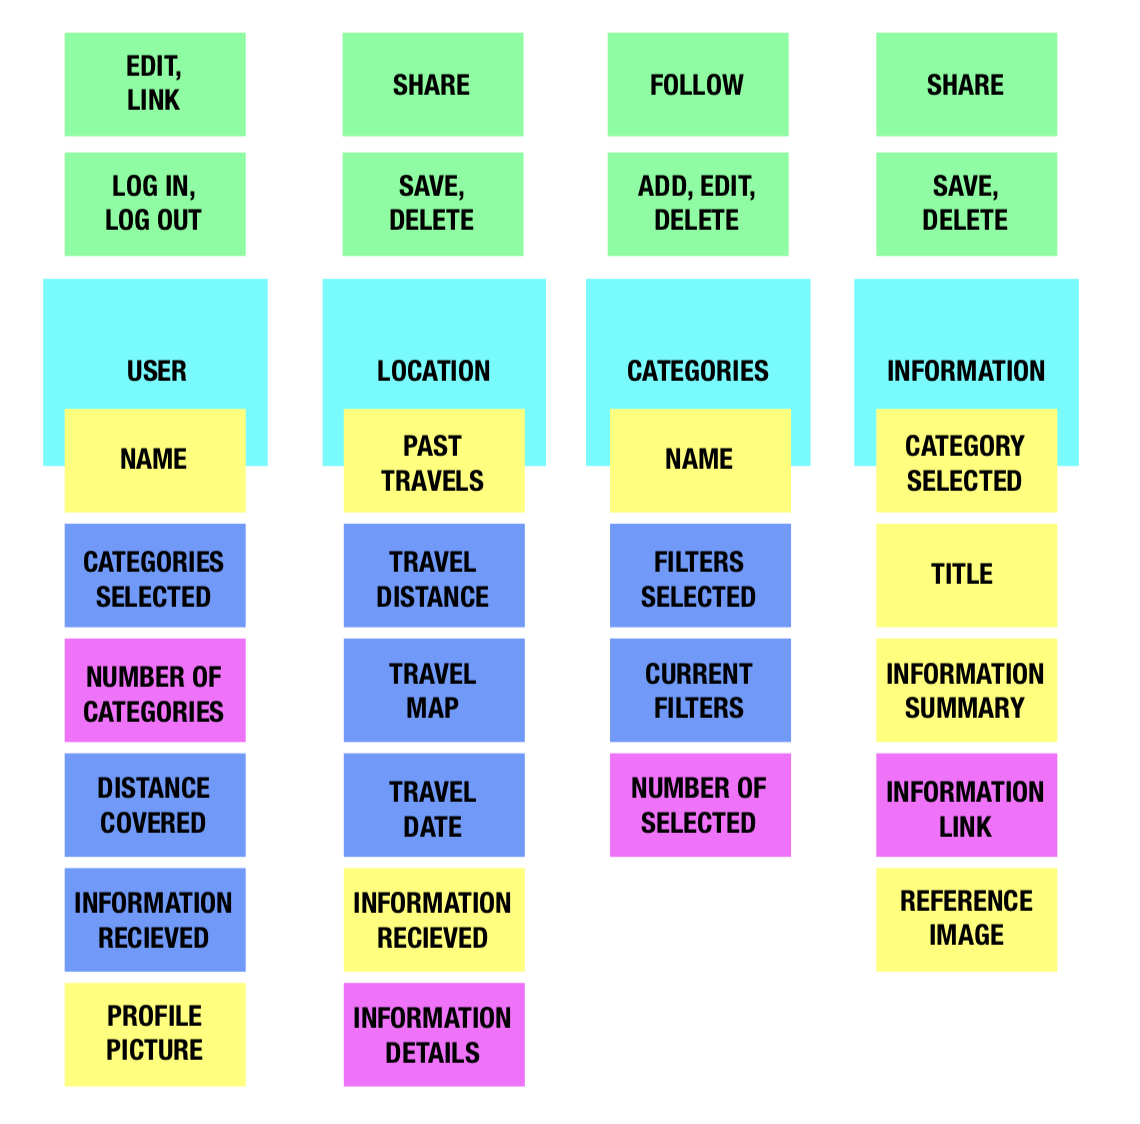 EDIT,
LINK
LOG IN,
LOG OUT
USER
NAME
CATEGORIES
SELECTED
NUMBER OF
CATEGORIES
DISTANCE
COVERED
INFORMATION
RECIEVED
PROFILE
PICTURE
SHARE
SAVE,
DELETE
LOCATION
PAST
TRAVELS
TRAVEL
DISTANCE
TRAVEL
MAP
TRAVEL
DATE
INFORMATION
RECIEVED
INFORMATION
DETAILS
FOLLOW
ADD, EDIT,
DELETE
CATEGORIES
NAME
FILTERS
SELECTED
CURRENT
FILTERS
NUMBER OF
SELECTED
SHARE
SAVE,
DELETE
INFORMATION
CATEGORY
SELECTED
TITLE
INFORMATION
SUMMARY
INFORMATION
LINK
REFERENCE
IMAGE